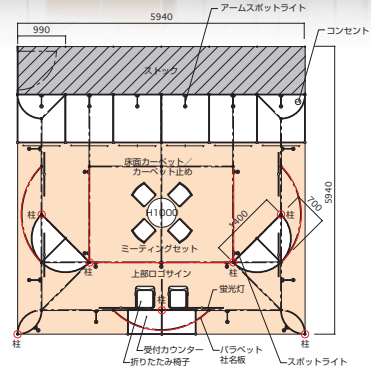 5940
アームスポットライト
990
コンセント
ストック
床面カーペット／
カーペット止め
5940
700
H1000
1400
柱
柱
ミーティングセット
柱
柱
上部ロゴサイン
蛍光灯
柱
柱
柱
受付カウンター
折りたたみ椅子
パラペット
社名板
スポットライト